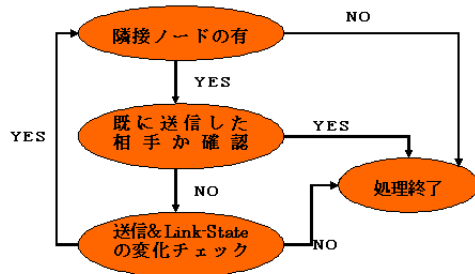 隣接ノードの有
NO
YES
既に送信した
相手か確認
YES
YES
NO
処理終了
送信&Link-State
の変化チェック
NO